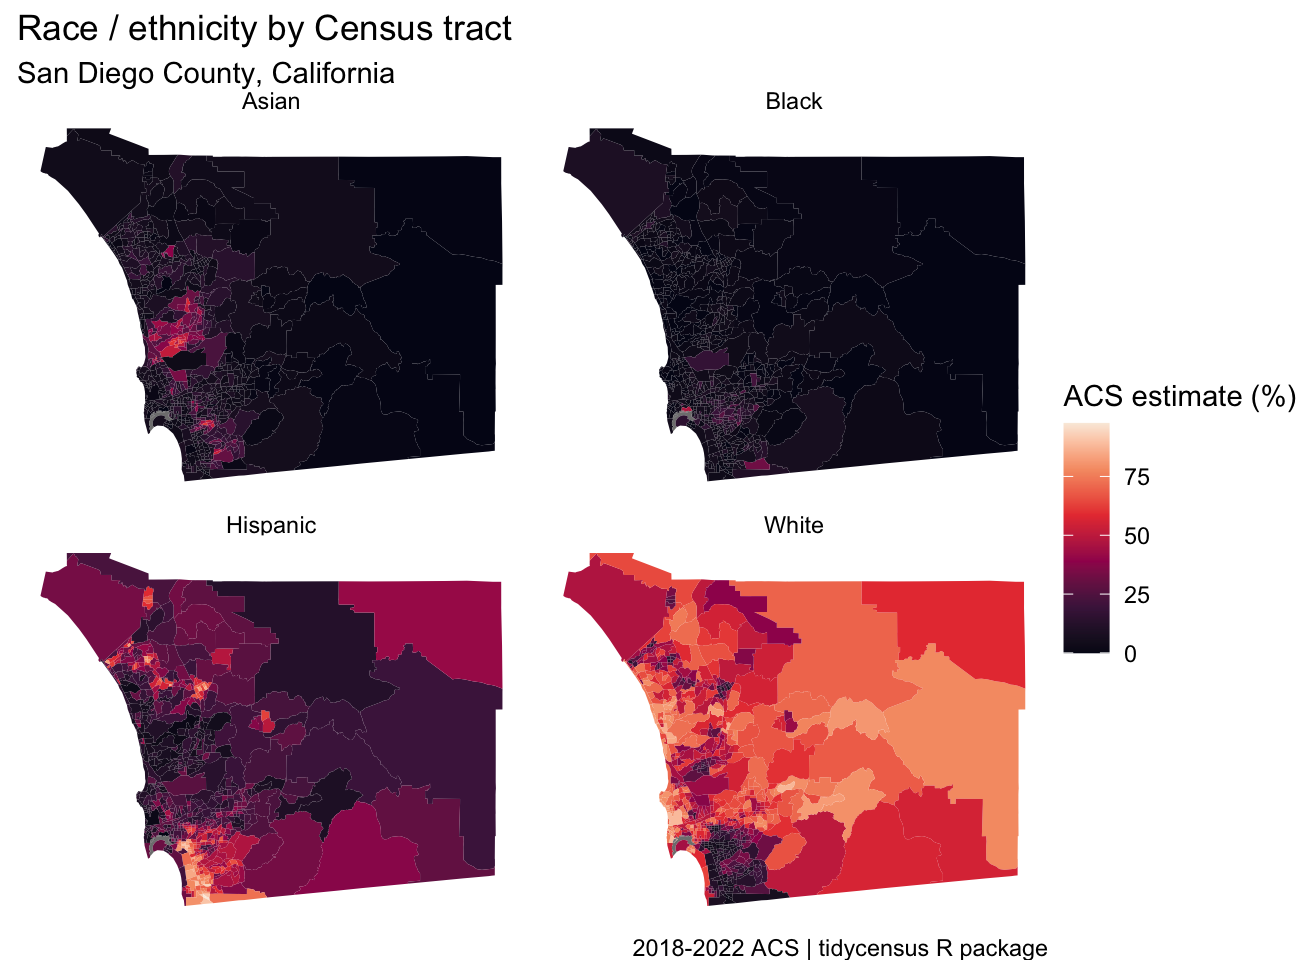 Race / ethnicity by Census tract
San Diego County, California
Asian
Black
Hispanic
White
ACS estimate (%)
75
50
25
0
2018-2022 ACS | tidycensus R package